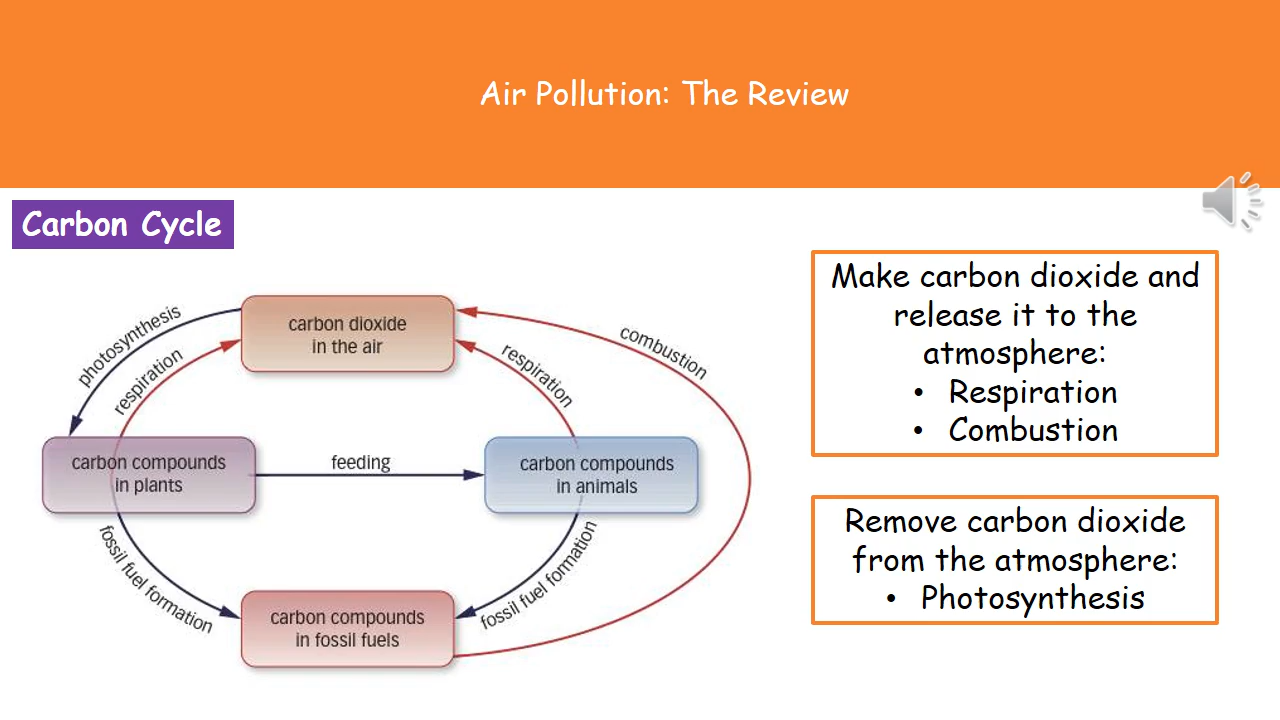 Air Pollution: The Review
Carbon Cycle
photosynthesis
respiration
carbon dioxide
in the air
respiration
combustion
carbon compounds
in plants
feeding
carbon compounds
in animals
fossil fuel formation
fossil fuel formation
carbon compounds
in fossil fuels
Make carbon dioxide and
release it to the
atmosphere:
• Respiration
• Combustion
Remove carbon dioxide
from the atmosphere:
• Photosynthesis